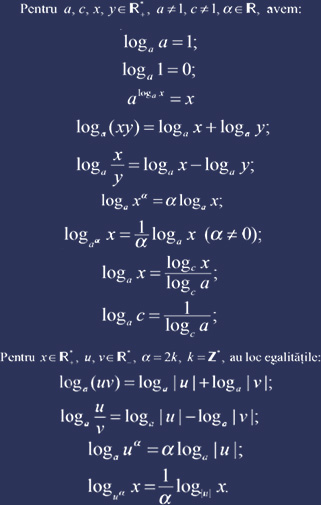 Pentru a, c, x, y ∈ ℝ₊*, a ≠ 1, c ≠ 1, α ∈ ℝ, avem:
logₐ a = 1;
logₐ 1 = 0;
a^(logₐ x) = x
logₐ (xy) = logₐ x + logₐ y;
logₐ x/y = logₐ x − logₐ y;
logₐ x^α = α logₐ x;
log_(a^α) x = 1/α logₐ x (α ≠ 0);
logₐ x = log_c x / log_c a;
logₐ c = 1 / log_c a;
Pentru x ∈ ℝ₊*, u, v ∈ ℝ₋*, α = 2k, k = ℤ*, au loc egalitățile:
logₐ (uv) = logₐ |u| + logₐ |v|;
logₐ u/v = logₐ |u| − logₐ |v|;
logₐ u^α = α logₐ |u|;
log_(u^α) x = 1/α log_|u| x.